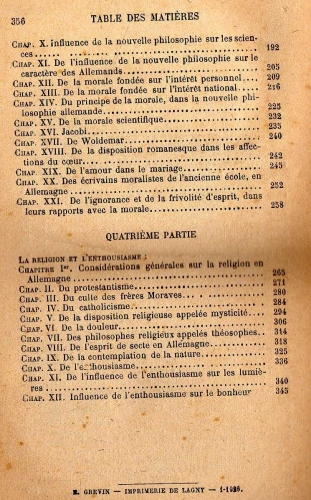 356 TABLE DES MATIÈRES
CHAP. X. Influence de la nouvelle philosophie sur les scien-
ces 192
CHAP. XI. De l'influence de la nouvelle philosophie sur le
caractère des Allemands 205
CHAP. XII. De la morale fondée sur l'intérêt personnel 209
CHAP. XIII. De la morale fondée sur l'intérêt national 216
CHAP. XIV. Du principe de la morale, dans la nouvelle phi-
losophie allemande 225
CHAP. XV. De la morale scientifique 232
CHAP. XVI. Jacobi 235
CHAP. XVII. De Woldemar 240
CHAP. XVIII. De la disposition romanesque dans les affec-
tions du cœur 242
CHAP. XIX. De l'amour dans le mariage 245
CHAP. XX. Des écrivains moralistes de l'ancienne école, en
Allemagne 252
CHAP. XXI. De l'ignorance et de la frivolité d'esprit, dans
leurs rapports avec la morale 258
QUATRIÈME PARTIE
LA RELIGION ET L'ENTHOUSIASME :
CHAPITRE Iᵉʳ. Considérations générales sur la religion en
Allemagne 265
CHAP. II. Du protestantisme 271
CHAP. III. Du culte des frères Moraves 280
CHAP. IV. Du catholicisme 284
CHAP. V. De la disposition religieuse appelée mysticité 294
CHAP. VI. De la douleur 306
CHAP. VII. Des philosophes religieux appelés théosophes 314
CHAP. VIII. De l'esprit de secte en Allemagne 318
CHAP. IX. De la contemplation de la nature 325
CHAP. X. De l'enthousiasme 336
CHAP. XI. De l'influence de l'enthousiasme sur les lumiè-
res 340
CHAP. XII. Influence de l'enthousiasme sur le bonheur 345
E. GREVIN — IMPRIMERIE DE LAGNY — 1-1926.